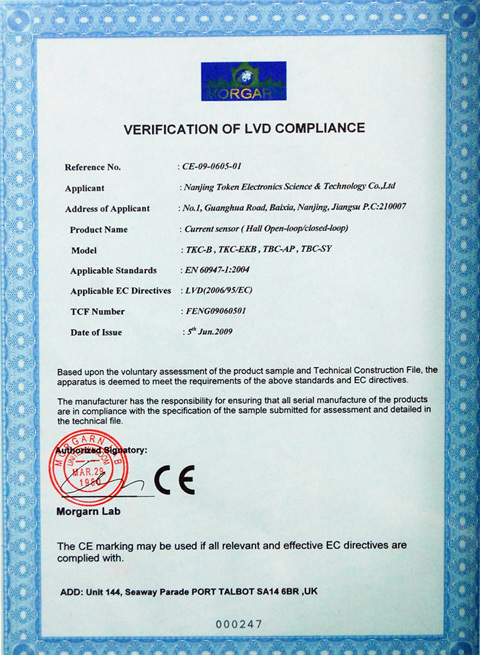 MORGARN
VERIFICATION OF LVD COMPLIANCE
Reference No. : CE-09-0605-01
Applicant : Nanjing Token Electronics Science & Technology Co.,Ltd
Address of Applicant : No.1, Guanghua Road, Baixia, Nanjing, Jiangsu P.C:210007
Product Name : Current sensor ( Hall Open-loop/closed-loop)
Model : TKC-B , TKC-EKB , TBC-AP , TBC-SY
Applicable Standards : EN 60947-1:2004
Applicable EC Directives : LVD(2006/95/EC)
TCF Number : FENG09060501
Date of Issue : 5th Jun.2009
Based upon the voluntary assessment of the product sample and Technical Construction File, the
apparatus is deemed to meet the requirements of the above standards and EC directives.
The manufacturer has the responsibility for ensuring that all serial manufacture of the products
are in compliance with the specification of the sample submitted for assessment and detailed in
the technical file.
Authorized Signatory:
MORGARN LAB
MAR.29
CE
Morgarn Lab
The CE marking may be used if all relevant and effective EC directives are
complied with.
ADD: Unit 144, Seaway Parade PORT TALBOT SA14 6BR ,UK
000247